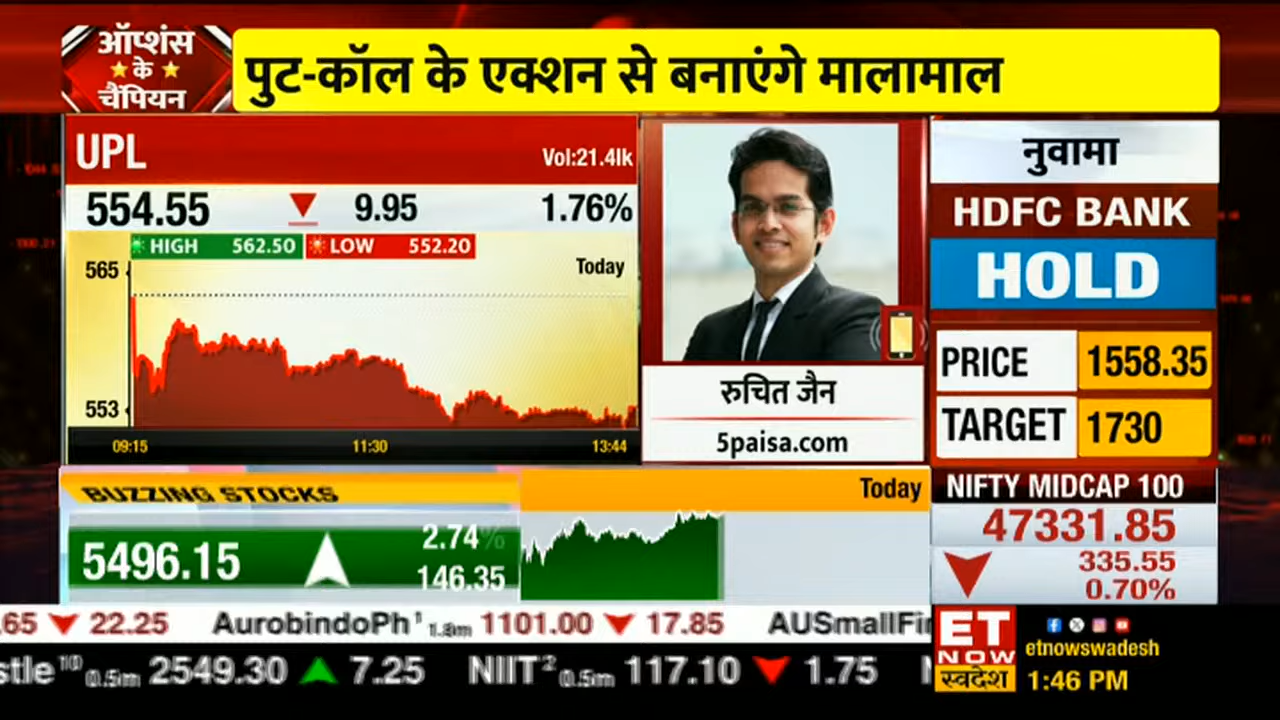 ऑप्शंस
के
चैंपियन
पुट-कॉल के एक्शन से बनाएंगे मालामाल
UPL
Vol:21.4lk
554.55 ▼ 9.95 1.76%
HIGH 562.50 LOW 552.20
Today
565
553
09:15 11:30 13:44
रुचित जैन
5paisa.com
नुवामा
HDFC BANK
HOLD
PRICE 1558.35
TARGET 1730
BUZZING STOCKS
Today
5496.15
2.74%
146.35
NIFTY MIDCAP 100
47331.85
335.55
0.70%
.65 ▼ 22.25 AurobindoPh¹ 1.8m 1101.00 ▼ 17.85 AUSmallFi
stle¹⁰ 0.5m 2549.30 ▲ 7.25 NIIT² 0.5m 117.10 ▼ 1.75
ET
NOW
स्वदेश
etnowswadesh
1:46 PM